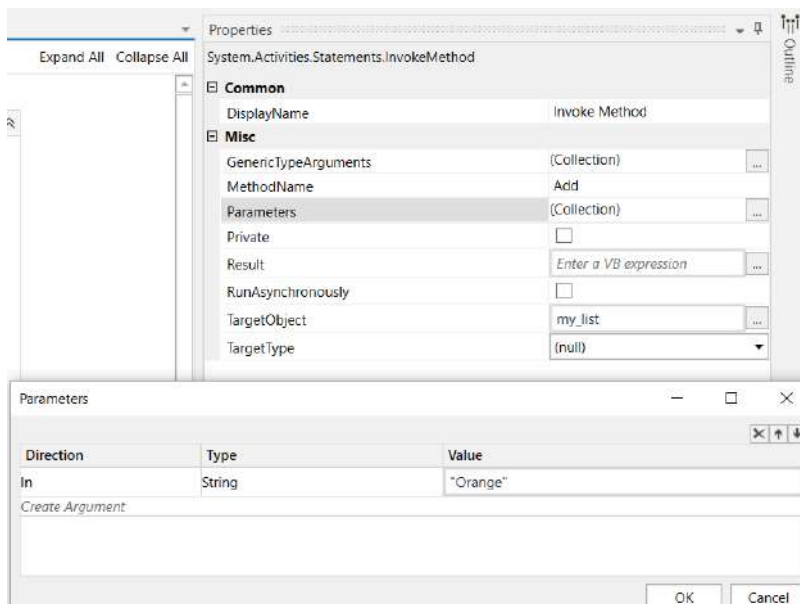 Properties
Outline
Expand All Collapse All
System.Activities.Statements.InvokeMethod
Common
DisplayName Invoke Method
Misc
GenericTypeArguments (Collection) ...
MethodName Add
Parameters (Collection) ...
Private
Result Enter a VB expression ...
RunAsynchronously
TargetObject my_list ...
TargetType (null)
Parameters
Direction Type Value
In String "Orange"
Create Argument
OK Cancel